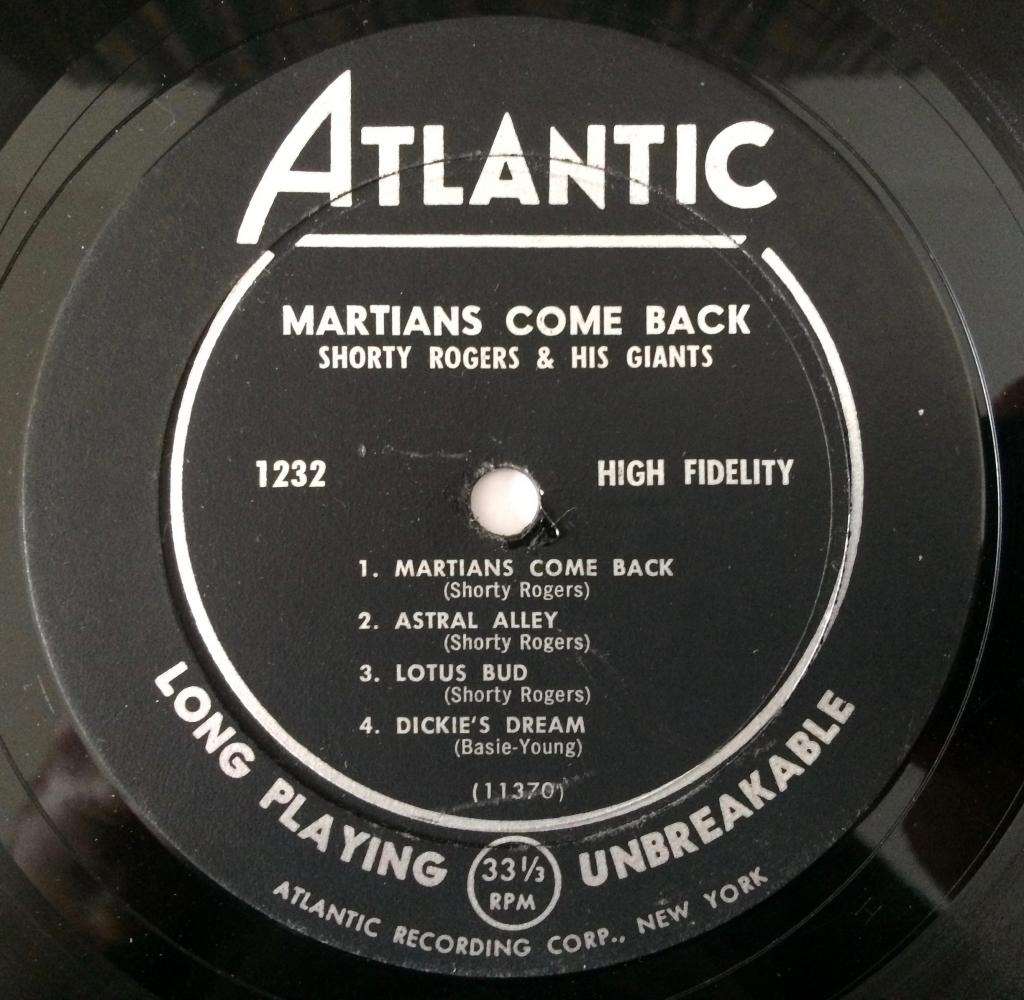 ATLANTIC
MARTIANS COME BACK
SHORTY ROGERS & HIS GIANTS
1232
HIGH FIDELITY
1. MARTIANS COME BACK
(Shorty Rogers)
2. ASTRAL ALLEY
(Shorty Rogers)
3. LOTUS BUD
(Shorty Rogers)
4. DICKIE'S DREAM
(Basie-Young)
(11370)
LONG PLAYING
33⅓
RPM
UNBREAKABLE
ATLANTIC RECORDING CORP., NEW YORK